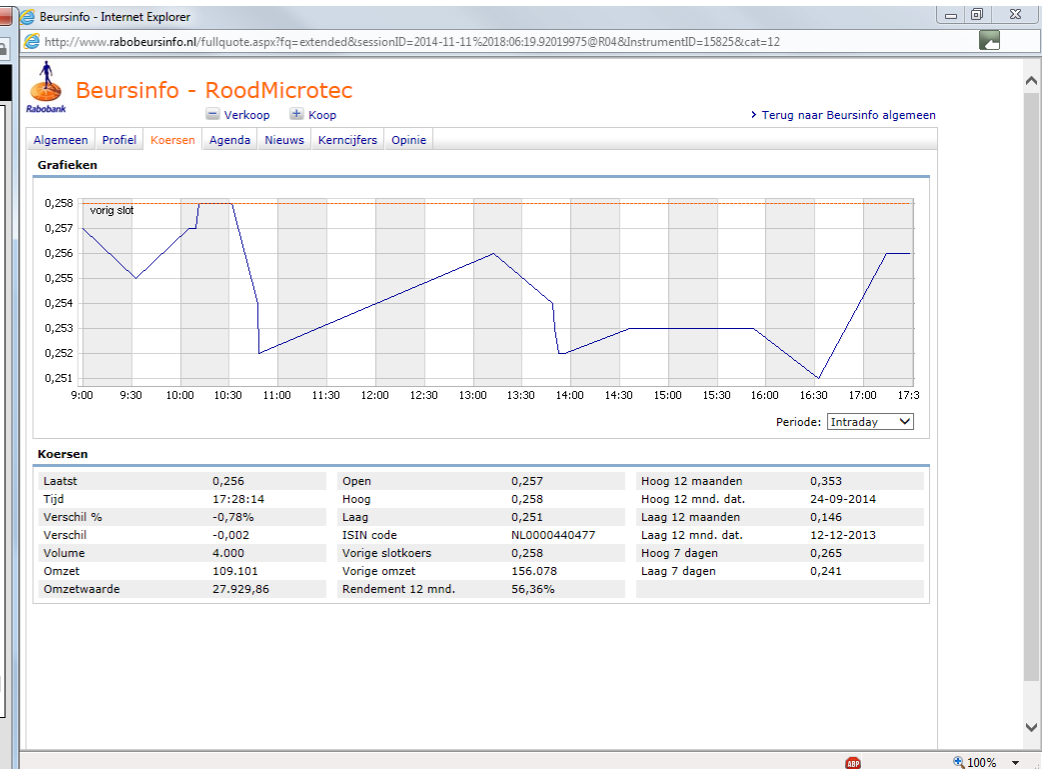 Beursinfo - Internet Explorer
http://www.rabobeursinfo.nl/fullquote.aspx?fq=extended&sessionID=2014-11-11%2018:06:19.92019975@R04&InstrumentID=15825&cat=12
Rabobank
Beursinfo - RoodMicrotec
Verkoop Koop
Terug naar Beursinfo algemeen
Algemeen Profiel Koersen Agenda Nieuws Kerncijfers Opinie
Grafieken
vorig slot
0,258
0,257
0,256
0,255
0,254
0,253
0,252
0,251
9:00 9:30 10:00 10:30 11:00 11:30 12:00 12:30 13:00 13:30 14:00 14:30 15:00 15:30 16:00 16:30 17:00 17:3
Periode: Intraday
Koersen
Laatst 0,256 Open 0,257 Hoog 12 maanden 0,353
Tijd 17:28:14 Hoog 0,258 Hoog 12 mnd. dat. 24-09-2014
Verschil % -0,78% Laag 0,251 Laag 12 maanden 0,146
Verschil -0,002 ISIN code NL0000440477 Laag 12 mnd. dat. 12-12-2013
Volume 4.000 Vorige slotkoers 0,258 Hoog 7 dagen 0,265
Omzet 109.101 Vorige omzet 156.078 Laag 7 dagen 0,241
Omzetwaarde 27.929,86 Rendement 12 mnd. 56,36%
ABP
100%